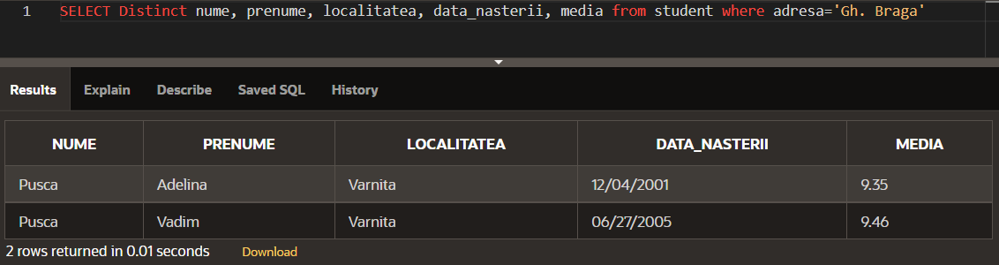 1 SELECT Distinct nume, prenume, localitatea, data_nasterii, media from student where adresa='Gh. Braga'
Results Explain Describe Saved SQL History
NUME PRENUME LOCALITATEA DATA_NASTERII MEDIA
Pusca Adelina Varnita 12/04/2001 9.35
Pusca Vadim Varnita 06/27/2005 9.46
2 rows returned in 0.01 seconds Download